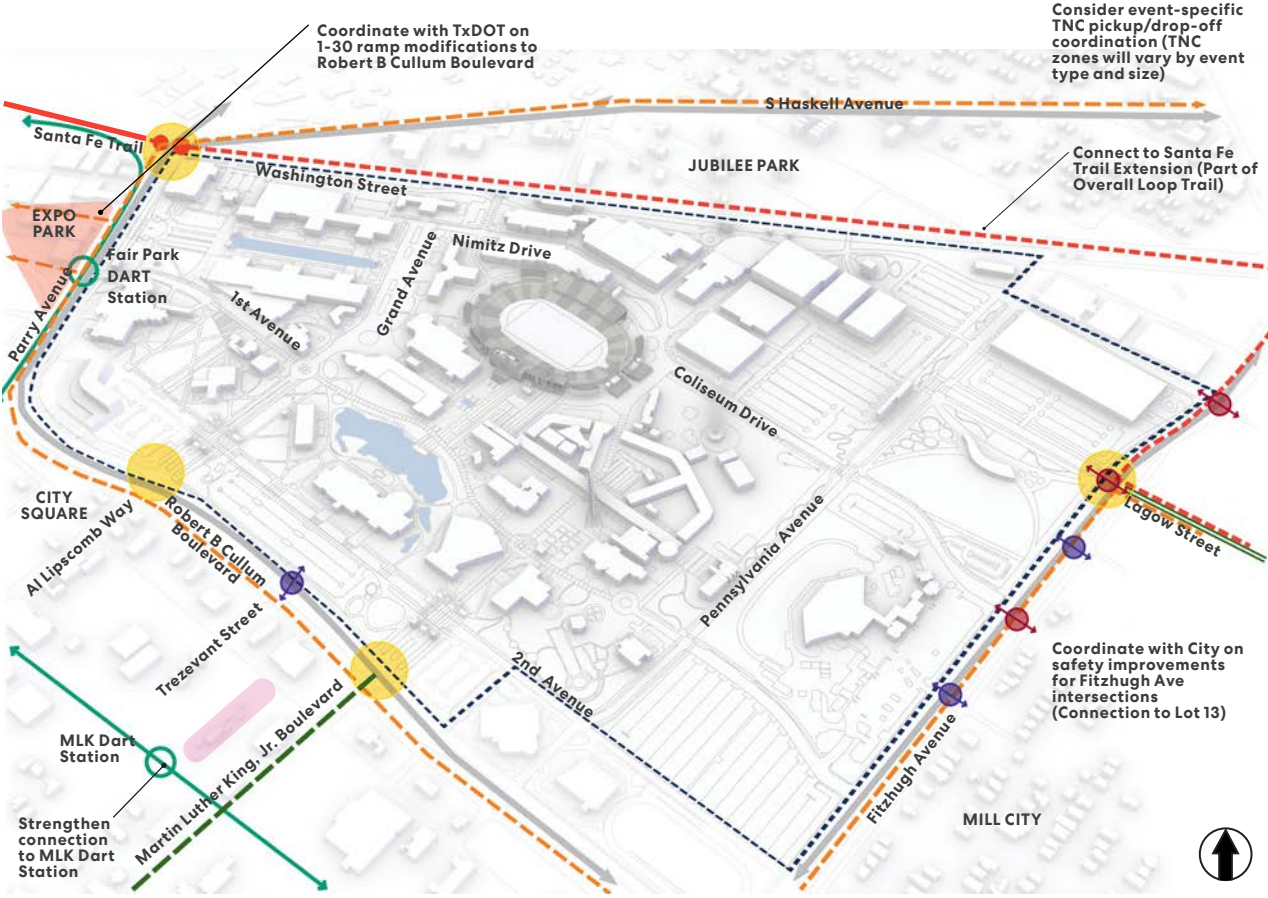 Coordinate with TxDOT on
1-30 ramp modifications to
Robert B Cullum Boulevard
Consider event-specific
TNC pickup/drop-off
coordination (TNC
zones will vary by event
type and size)
S Haskell Avenue
Santa Fe Trail
Washington Street
JUBILEE PARK
Connect to Santa Fe
Trail Extension (Part of
Overall Loop Trail)
EXPO
PARK
Fair Park
DART
Station
Nimitz Drive
Grand Avenue
1st Avenue
Parry Avenue
Coliseum Drive
CITY
SQUARE
Al Lipscomb Way
Robert B Cullum
Boulevard
Pennsylvania Avenue
Lagow Street
Trezevant Street
2nd Avenue
Coordinate with City on
safety improvements
for Fitzhugh Ave
intersections
(Connection to Lot 13)
MLK Dart
Station
Martin Luther King, Jr. Boulevard
Fitzhugh Avenue
MILL CITY
Strengthen
connection
to MLK Dart
Station